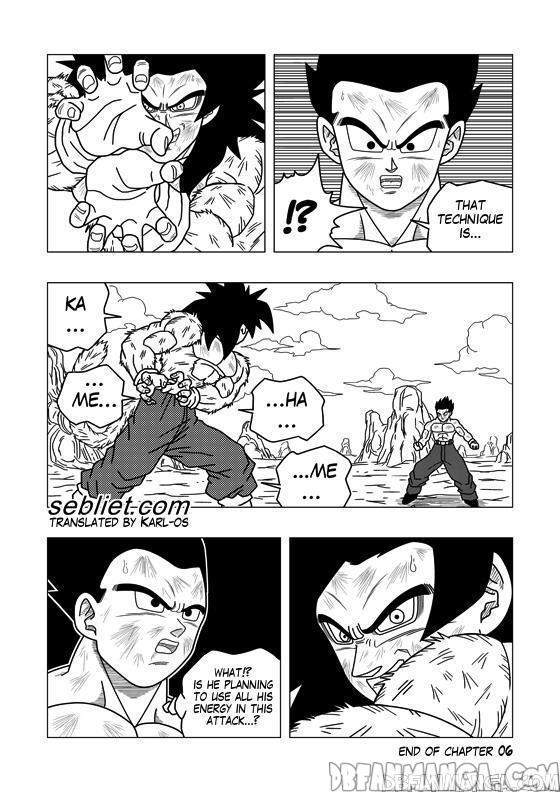 !?
THAT
TECHNIQUE
IS...
KA
...
...
ME...
...
HA
...
...ME
...
sebliet.com
TRANSLATED BY KARL-OS
WHAT!?
IS HE PLANNING
TO USE ALL HIS
ENERGY IN THIS
ATTACK...?
END OF CHAPTER 06
DBFANMANGA.COM